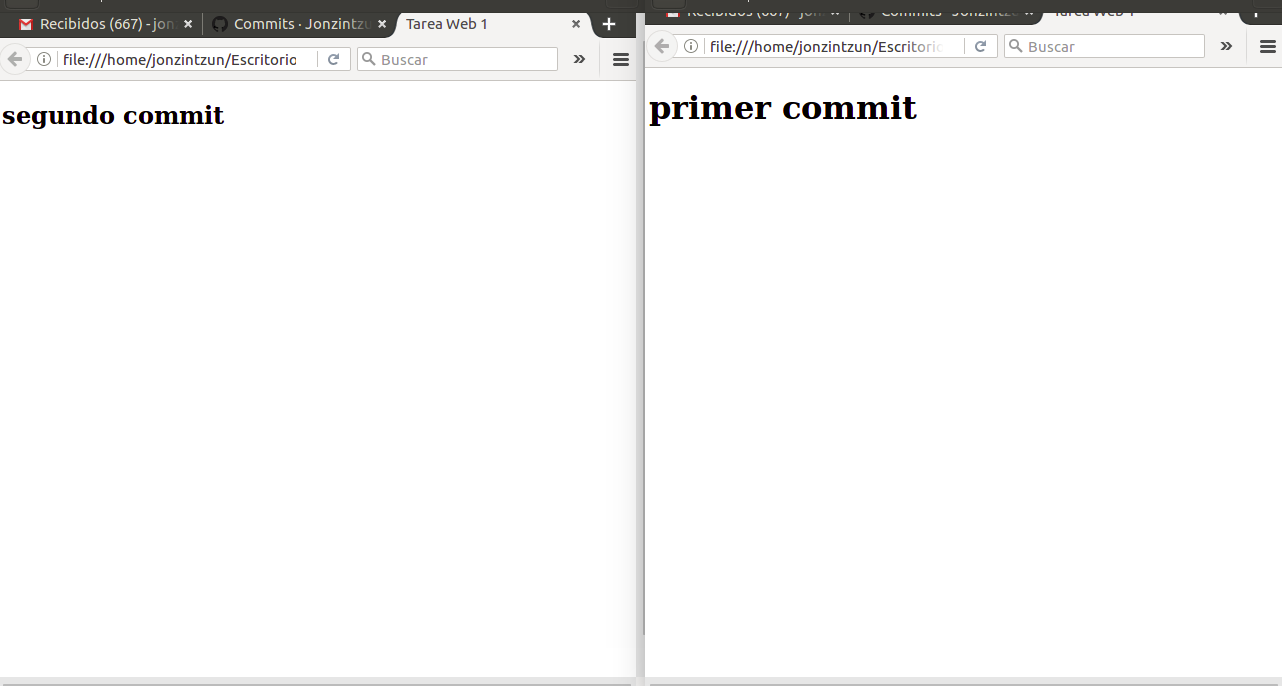 Recibidos (667) - jon
Commits · Jonzintzu
Tarea Web 1
file:///home/jonzintzun/Escritorio
Buscar
segundo commit
Recibidos (667) - jon
Commits · Jonzintzu
Tarea Web 1
file:///home/jonzintzun/Escritorio
Buscar
primer commit